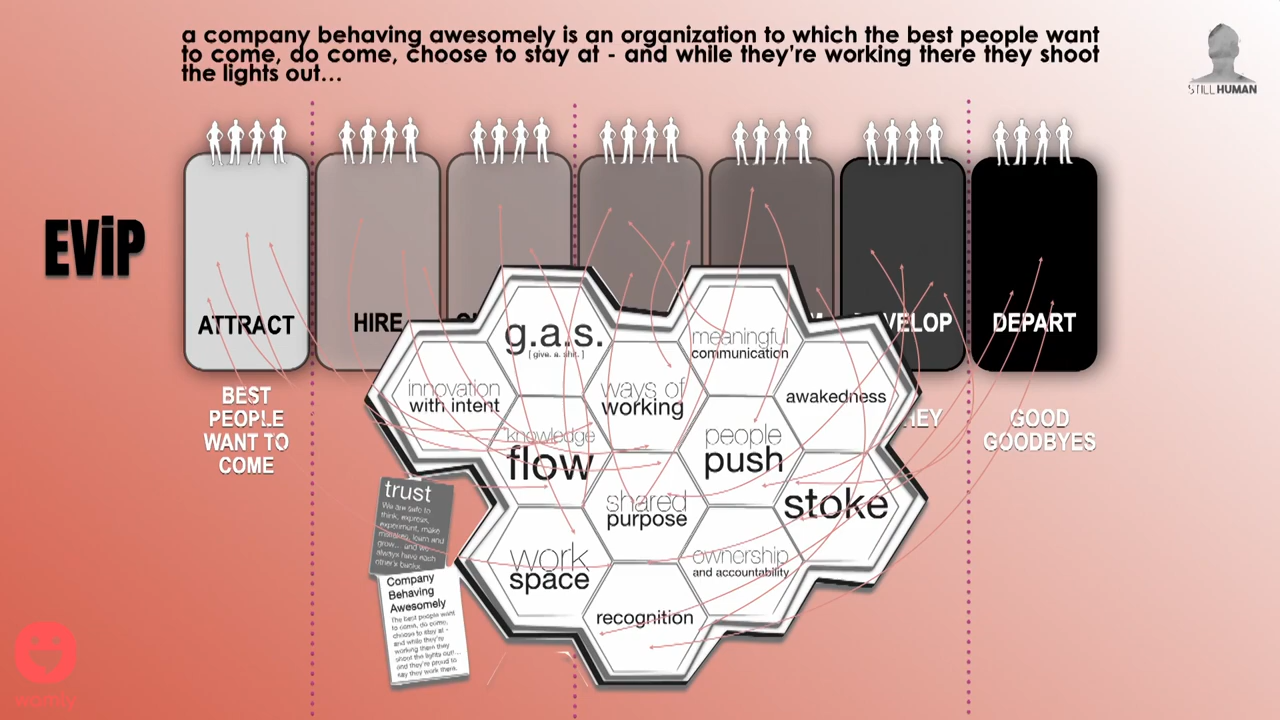 a company behaving awesomely is an organization to which the best people want
to come, do come, choose to stay at - and while they're working there they shoot
the lights out...
STILL HUMAN
EViP
ATTRACT
HIRE
VELOP
DEPART
BEST
PEOPLE
WANT TO
COME
HEY
GOOD
GOODBYES
g.a.s.
[ give. a. shit. ]
meaningful
communication
innovation
with intent
ways of
working
awakedness
knowledge
flow
people
push
shared
purpose
stoke
work
space
ownership
and accountability
recognition
trust
We are safe to
think, express,
experiment, make
mistakes, learn and
grow... and we
always have each
other's backs.
Company
Behaving
Awesomely
The best people want
to come, do come,
choose to stay at -
and while they're
working there they
shoot the lights out...
and they're proud to
say they work there.
womly